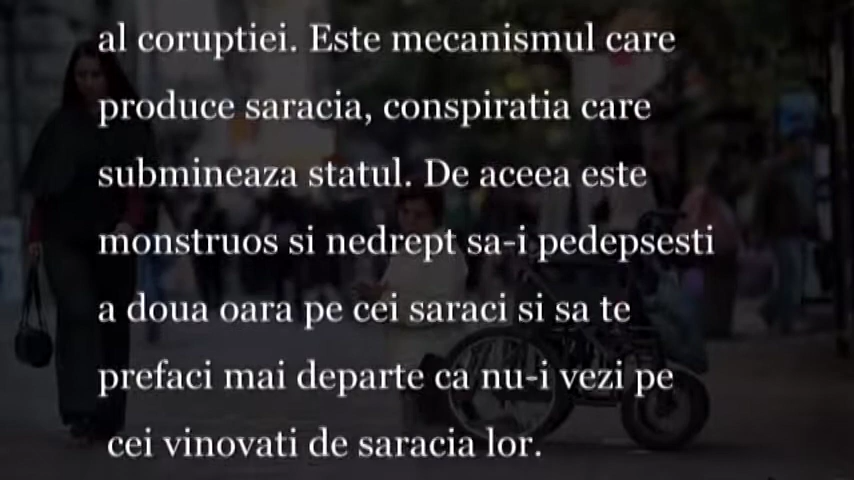 al coruptiei. Este mecanismul care
produce saracia, conspiratia care
submineaza statul. De aceea este
monstruos si nedrept sa-i pedepsesti
a doua oara pe cei saraci si sa te
prefaci mai departe ca nu-i vezi pe
cei vinovati de saracia lor.